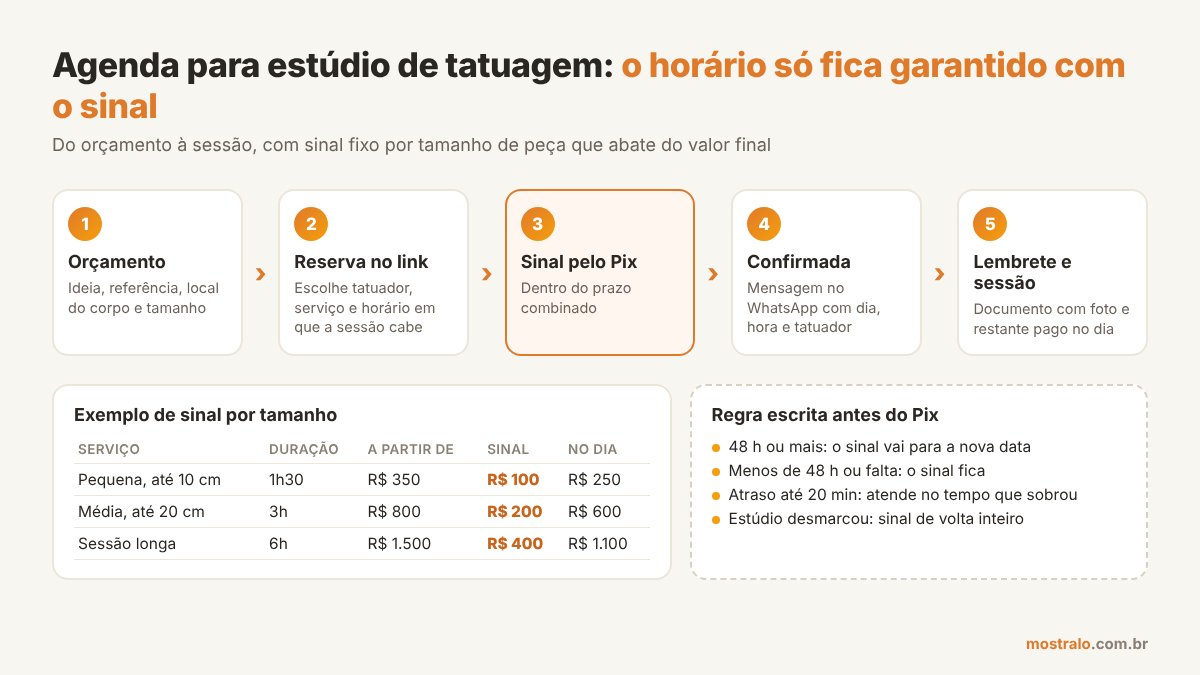 Agenda para estúdio de tatuagem: o horário só fica garantido com
o sinal
Do orçamento à sessão, com sinal fixo por tamanho de peça que abate do valor final
1
Orçamento
Ideia, referência, local
do corpo e tamanho
›
2
Reserva no link
Escolhe tatuador,
serviço e horário em
que a sessão cabe
›
3
Sinal pelo Pix
Dentro do prazo
combinado
›
4
Confirmada
Mensagem no
WhatsApp com dia,
hora e tatuador
›
5
Lembrete e
sessão
Documento com foto e
restante pago no dia
Exemplo de sinal por tamanho
SERVIÇO DURAÇÃO A PARTIR DE SINAL NO DIA
Pequena, até 10 cm 1h30 R$ 350 R$ 100 R$ 250
Média, até 20 cm 3h R$ 800 R$ 200 R$ 600
Sessão longa 6h R$ 1.500 R$ 400 R$ 1.100
Regra escrita antes do Pix
48 h ou mais: o sinal vai para a nova data
Menos de 48 h ou falta: o sinal fica
Atraso até 20 min: atende no tempo que sobrou
Estúdio desmarcou: sinal de volta inteiro
mostralo.com.br